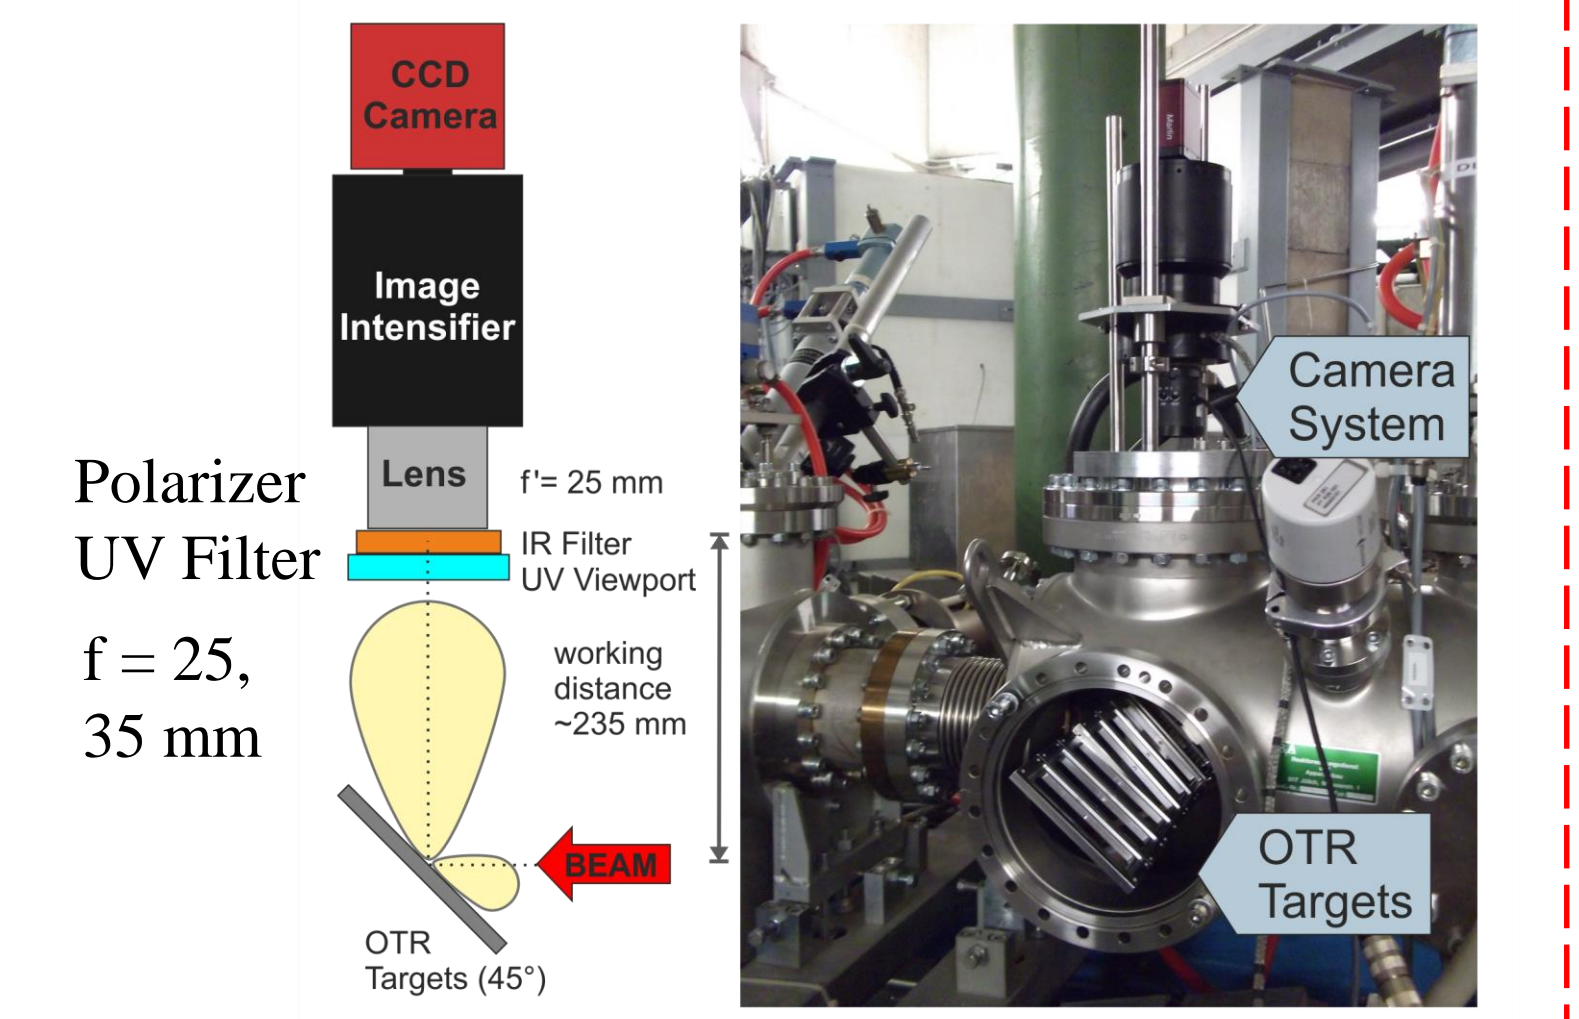 CCD
Camera
Image
Intensifier
Lens
f'= 25 mm
Polarizer
UV Filter
IR Filter
UV Viewport
f = 25,
35 mm
working
distance
~235 mm
BEAM
OTR
Targets (45°)
Marlin
Camera
System
OTR
Targets